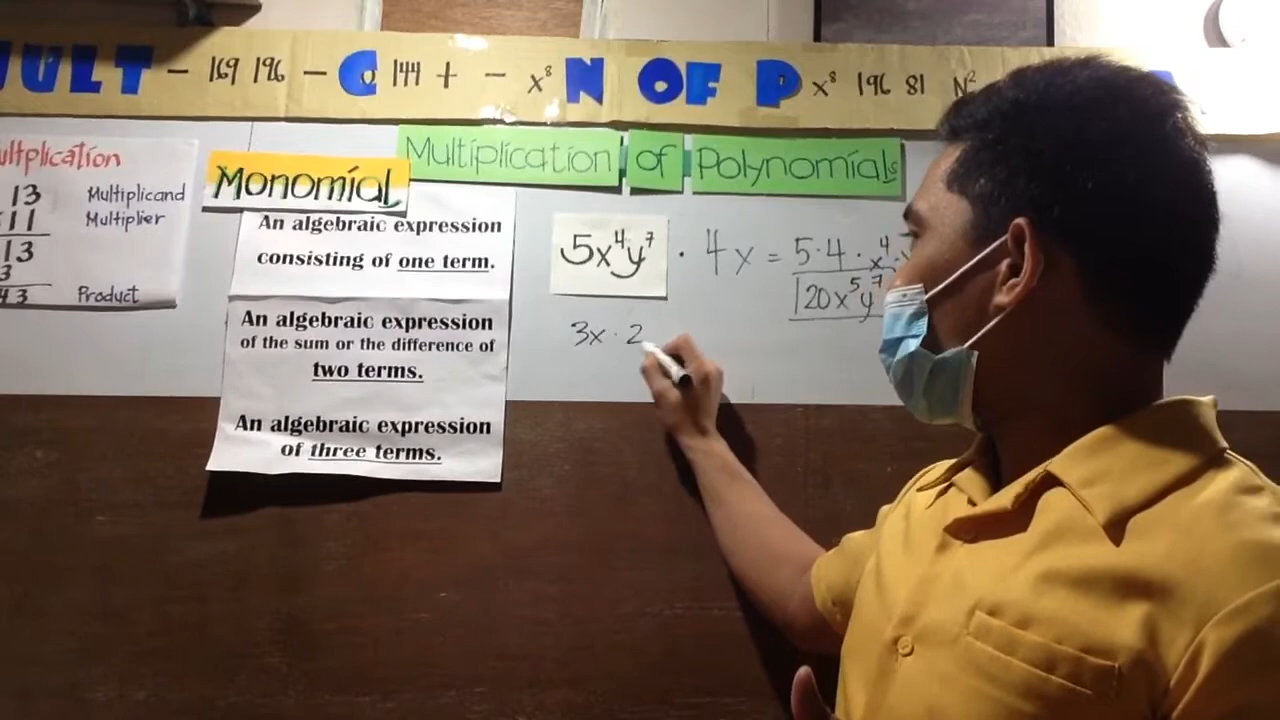 ULT - 169 196 - C 144 + - x⁸ N OF P x⁸ 196 81 N²
Multiplication of Polynomials
ultplication
13 Multiplicand
11 Multiplier
13
3
43 Product
Monomial
An algebraic expression
consisting of one term.
An algebraic expression
of the sum or the difference of
two terms.
An algebraic expression
of three terms.
5x⁴y⁷ · 4x = 5·4·x⁴·
20x⁵y⁷
3x · 2